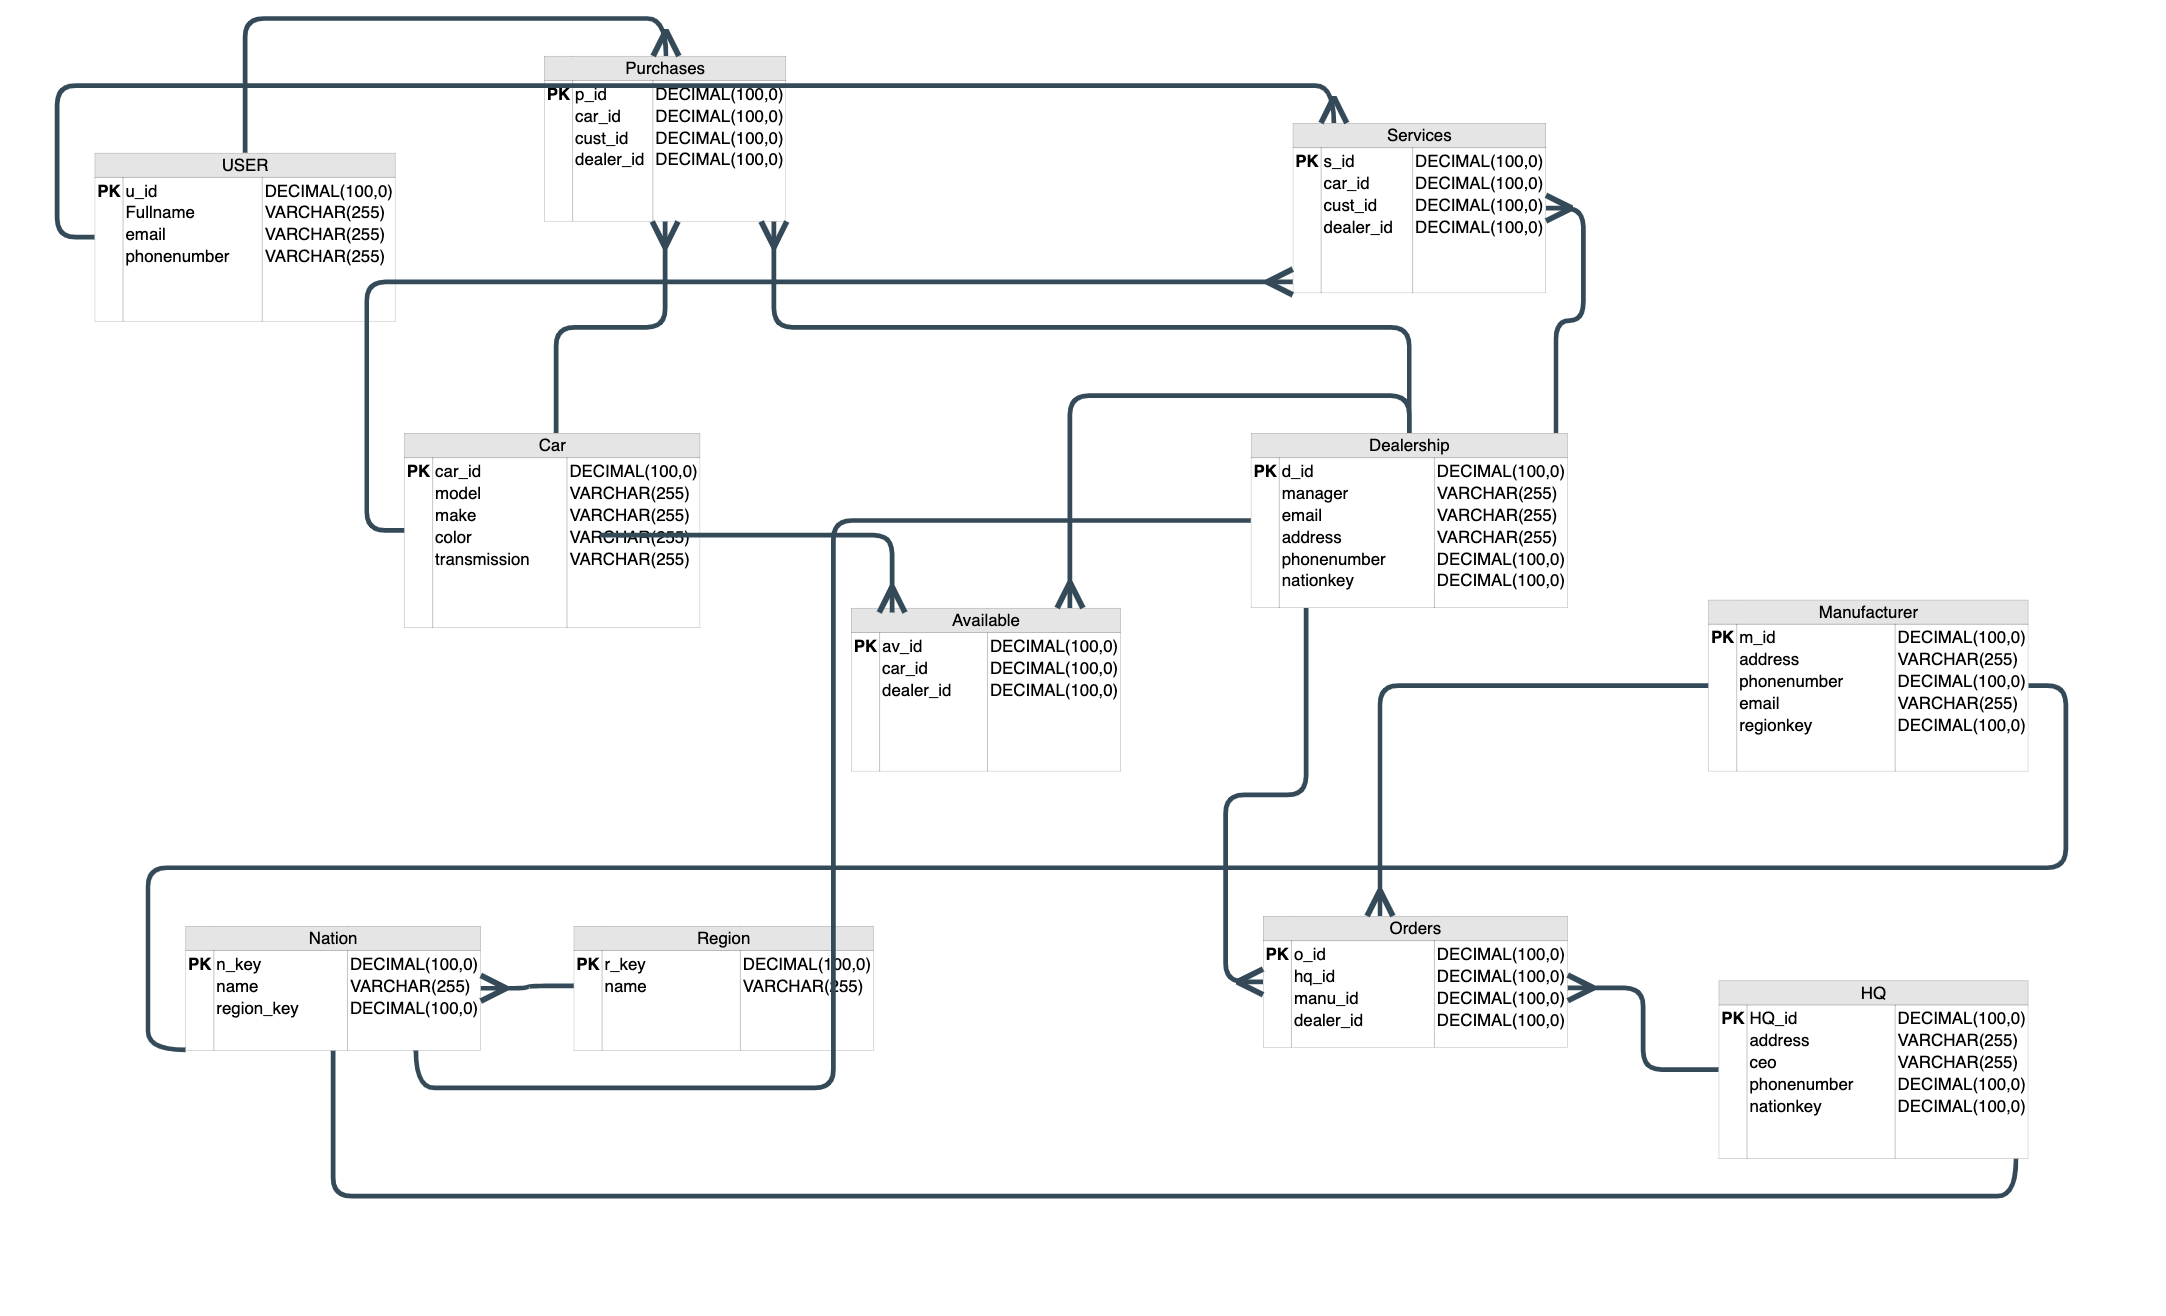 Purchases
PK p_id DECIMAL(100,0)
car_id DECIMAL(100,0)
cust_id DECIMAL(100,0)
dealer_id DECIMAL(100,0)
Services
PK s_id DECIMAL(100,0)
car_id DECIMAL(100,0)
cust_id DECIMAL(100,0)
dealer_id DECIMAL(100,0)
USER
PK u_id DECIMAL(100,0)
Fullname VARCHAR(255)
email VARCHAR(255)
phonenumber VARCHAR(255)
Car
PK car_id DECIMAL(100,0)
model VARCHAR(255)
make VARCHAR(255)
color VARCHAR(255)
transmission VARCHAR(255)
Dealership
PK d_id DECIMAL(100,0)
manager VARCHAR(255)
email VARCHAR(255)
address VARCHAR(255)
phonenumber DECIMAL(100,0)
nationkey DECIMAL(100,0)
Available
PK av_id DECIMAL(100,0)
car_id DECIMAL(100,0)
dealer_id DECIMAL(100,0)
Manufacturer
PK m_id DECIMAL(100,0)
address VARCHAR(255)
phonenumber DECIMAL(100,0)
email VARCHAR(255)
regionkey DECIMAL(100,0)
Nation
PK n_key DECIMAL(100,0)
name VARCHAR(255)
region_key DECIMAL(100,0)
Region
PK r_key DECIMAL(100,0)
name VARCHAR(255)
Orders
PK o_id DECIMAL(100,0)
hq_id DECIMAL(100,0)
manu_id DECIMAL(100,0)
dealer_id DECIMAL(100,0)
HQ
PK HQ_id DECIMAL(100,0)
address VARCHAR(255)
ceo VARCHAR(255)
phonenumber DECIMAL(100,0)
nationkey DECIMAL(100,0)